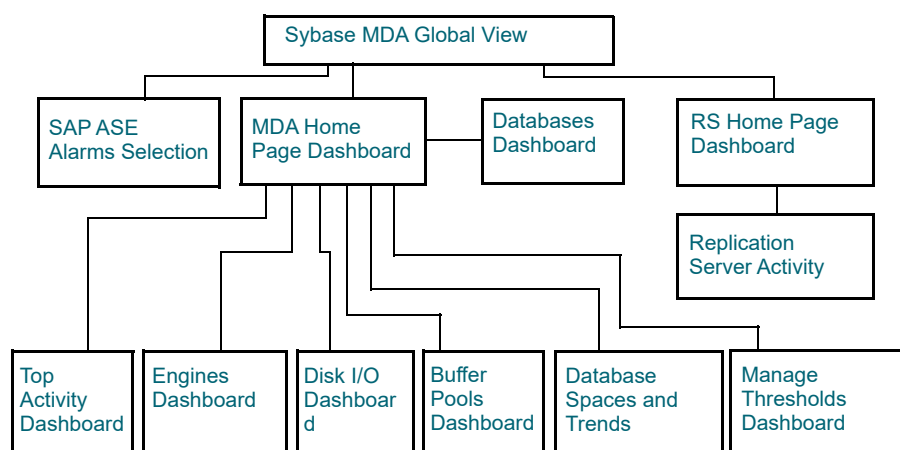 Sybase MDA Global View
SAP ASE
Alarms Selection
MDA Home
Page Dashboard
Databases
Dashboard
RS Home Page
Dashboard
Replication
Server Activity
Top
Activity
Dashboard
Engines
Dashboard
Disk I/O
Dashboar
d
Buffer
Pools
Dashboard
Database
Spaces and
Trends
Manage
Thresholds
Dashboard